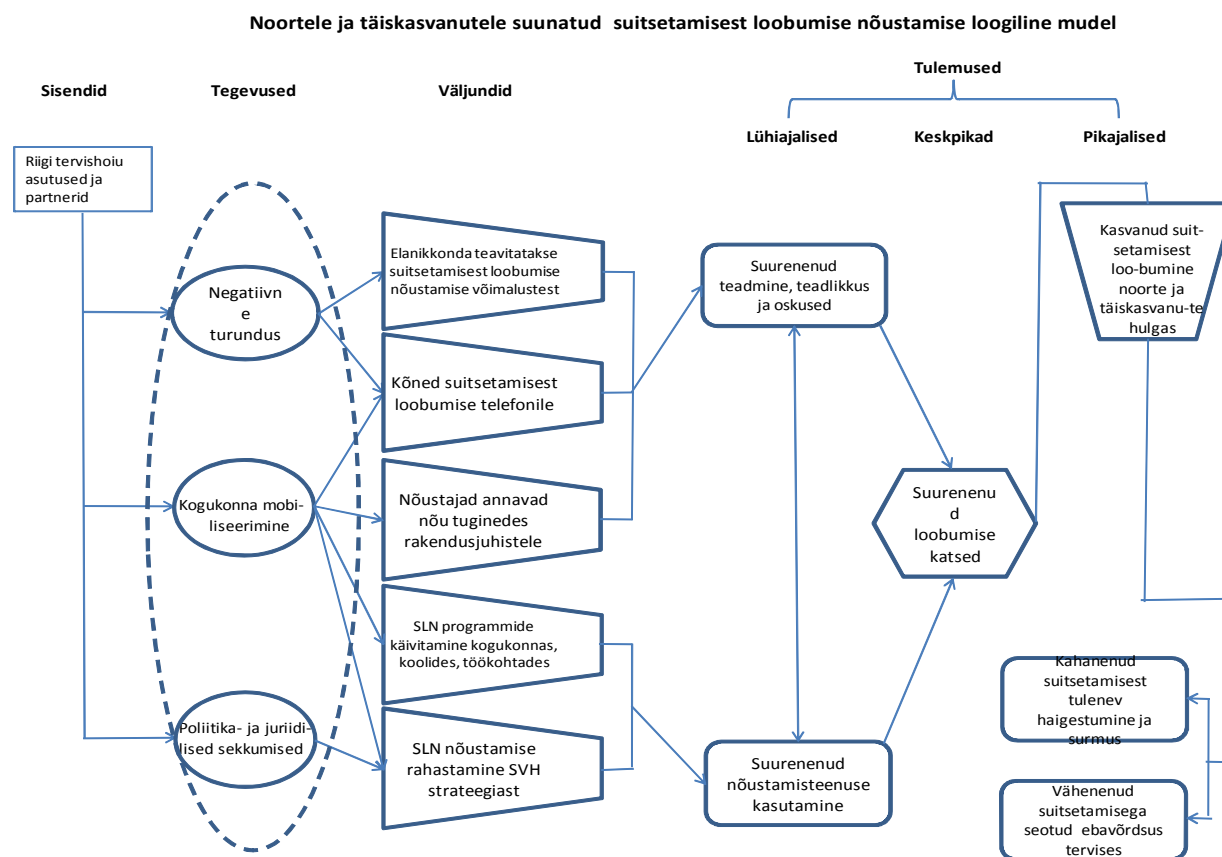 Noortele ja täiskasvanutele suunatud suitsetamisest loobumise nõustamise loogiline mudel
Tulemused
Sisendid
Tegevused
Väljundid
Lühiajalised
Keskpikad
Pikajalised
Riigi tervishoiu
asutused ja
partnerid
Negatiivn
e
turundus
Kogukonna mobi-
liseerimine
Poliitika- ja juriidi-
lised sekkumised
Elanikkonda teavitatakse
suitsetamisest loobumise
nõustamise võimalustest
Kõned suitsetamisest
loobumise telefonile
Nõustajad annavad
nõu tuginedes
rakendusjuhistele
SLN programmide
käivitamine kogukonnas,
koolides, töökohtades
SLN nõustamise
rahastamine SVH
strateegiast
Suurenenud
teadmine, teadlikkus
ja oskused
Suurenenud
nõustamisteenuse
kasutamine
Suurenenu
d
loobumise
katsed
Kasvanud suit-
setamisest
loo-bumine
noorte ja
täiskasvanu-te
hulgas
Kahanenud
suitsetamisest
tulenev
haigestumine ja
surmus
Vähenenud
suitsetamisega
seotud ebavõrdsus
tervises